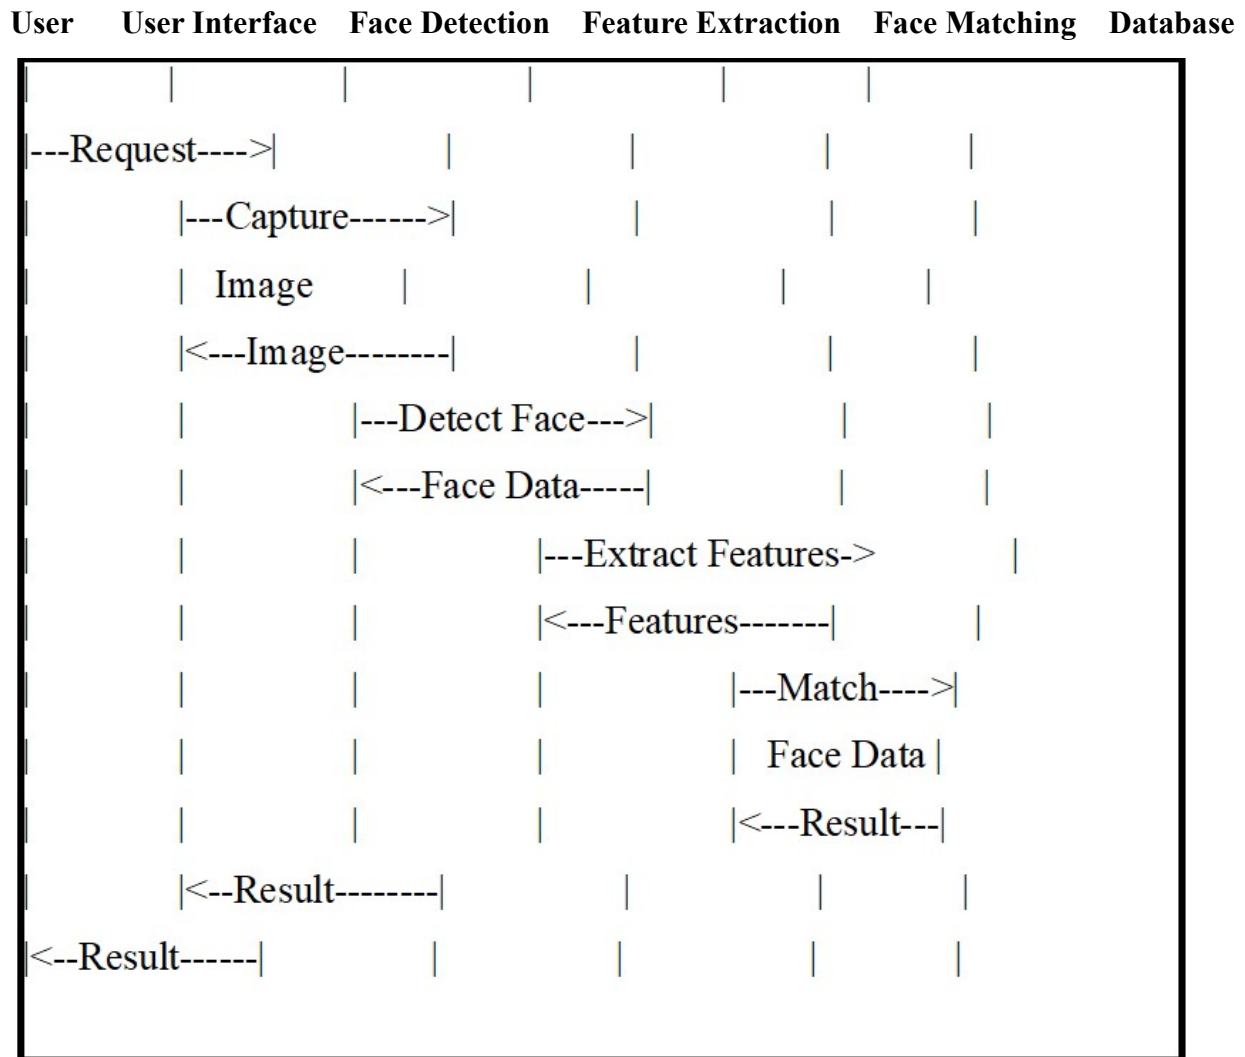 User User Interface Face Detection Feature Extraction Face Matching Database
| | | | | |
|---Request---->| | | | |
| |---Capture------>| | | |
| | Image | | | |
| |<---Image--------| | | |
| | |---Detect Face--->| | |
| | |<---Face Data-----| | |
| | | |---Extract Features-> |
| | | |<---Features-------| |
| | | | |---Match---->|
| | | | | Face Data |
| | | | |<---Result---|
| |<--Result--------| | | |
|<--Result------| | | | |